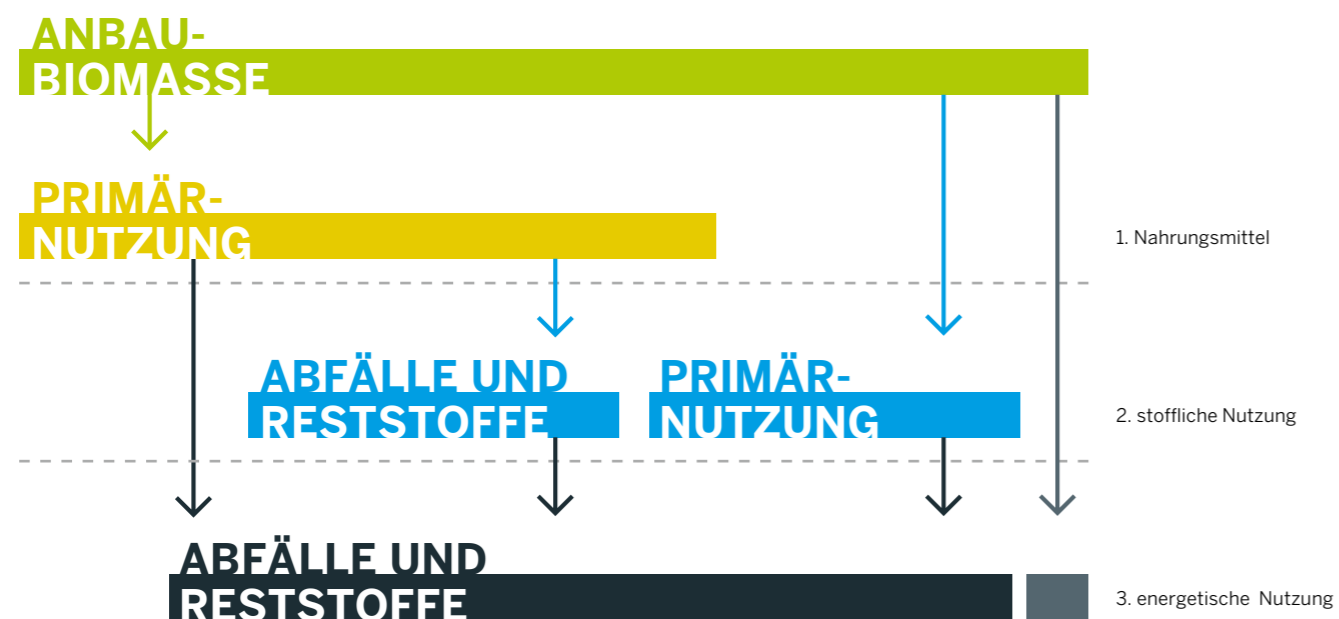 ANBAU-
BIOMASSE
PRIMÄR-
NUTZUNG
1. Nahrungsmittel
ABFÄLLE UND
RESTSTOFFE
PRIMÄR-
NUTZUNG
2. stoffliche Nutzung
ABFÄLLE UND
RESTSTOFFE
3. energetische Nutzung